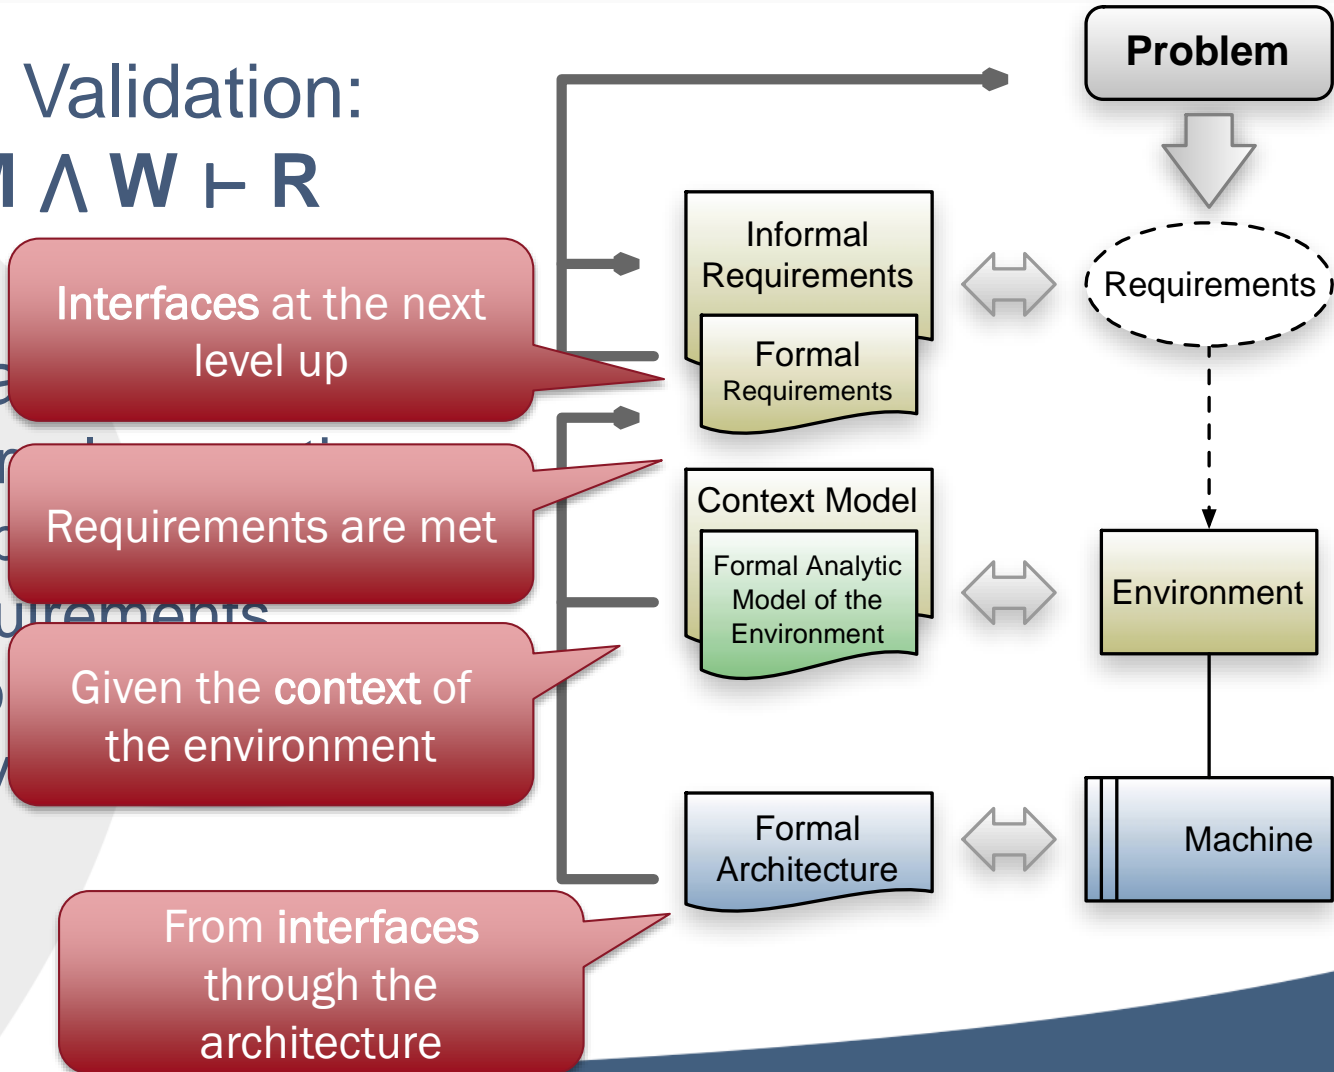 Validation:
M ∧ W ⊢ R
Interfaces at the next
level up
Requirements are met
Given the context of
the environment
From interfaces
through the
architecture
Problem
Informal
Requirements
Formal
Requirements
Requirements
Context Model
Formal Analytic
Model of the
Environment
Environment
Formal
Architecture
Machine